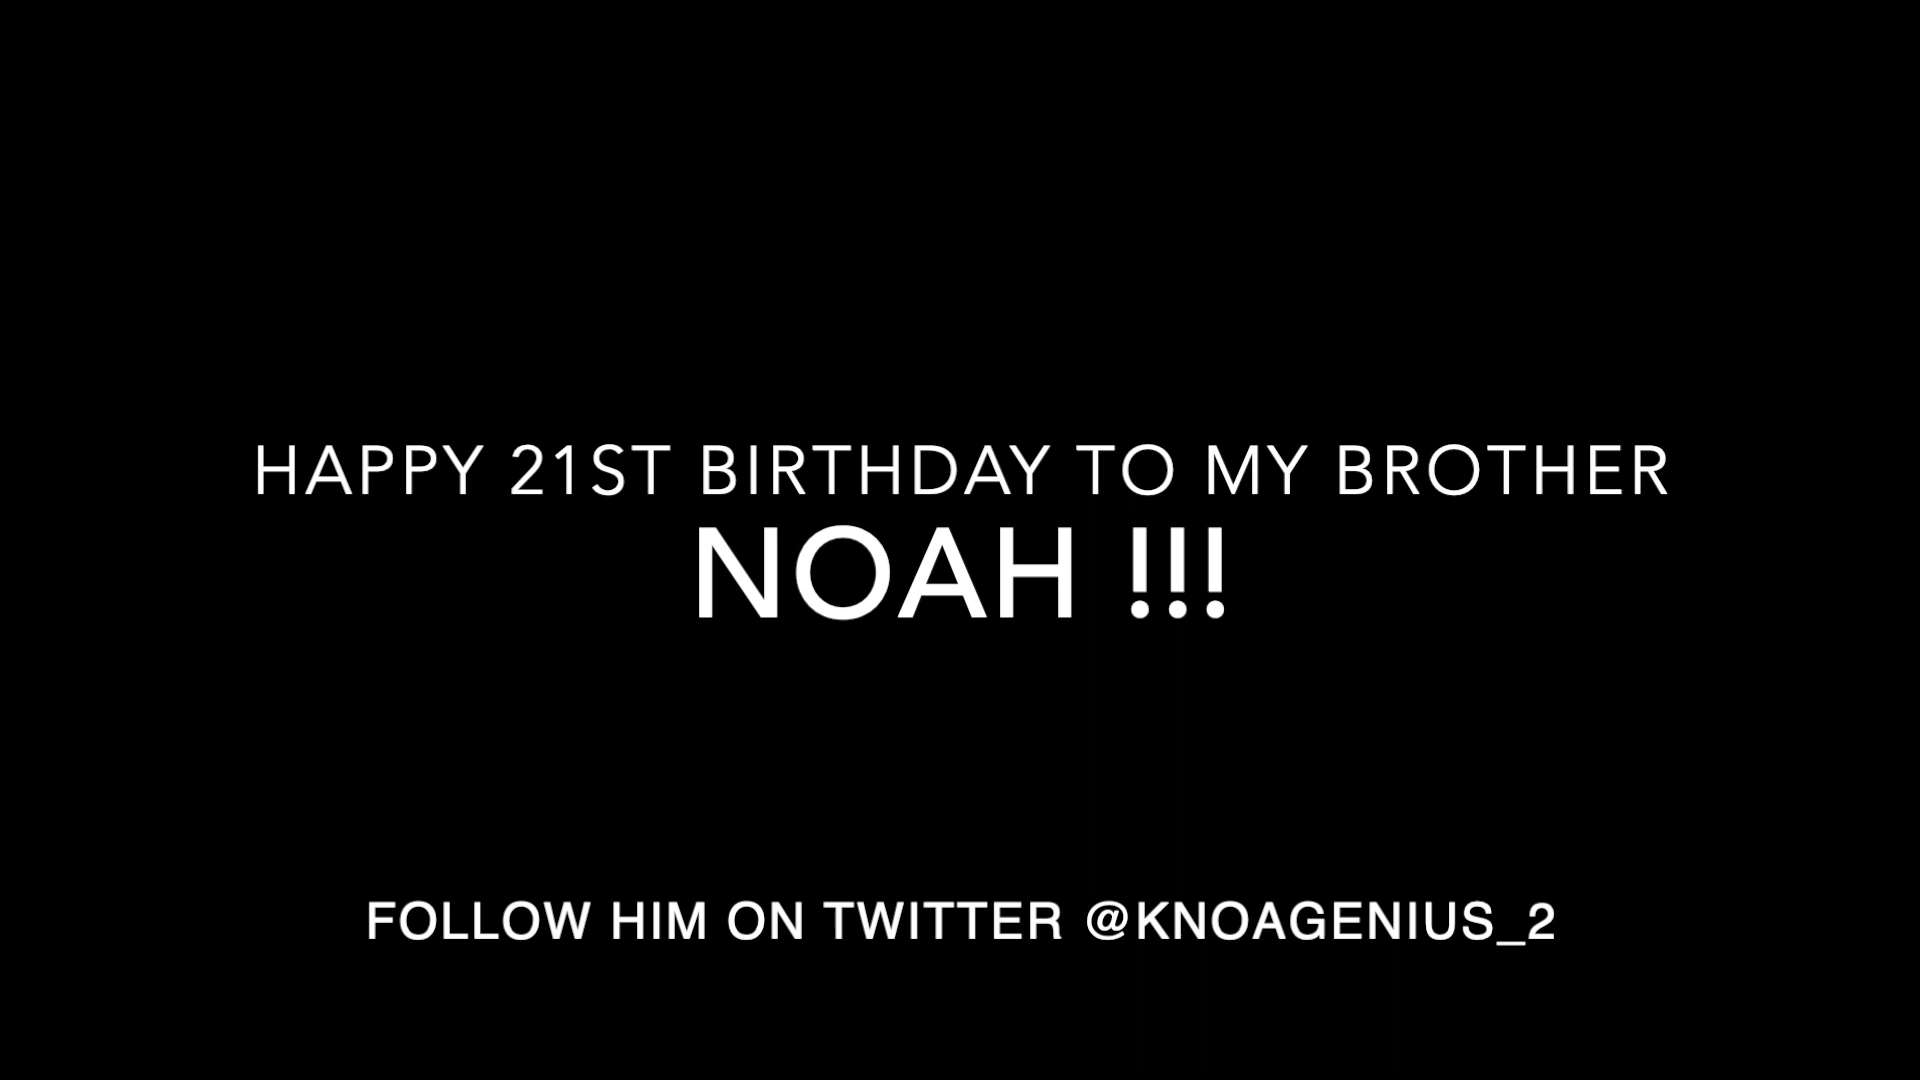 HAPPY 21ST BIRTHDAY TO MY BROTHER
NOAH !!!
FOLLOW HIM ON TWITTER @KNOAGENIUS_2